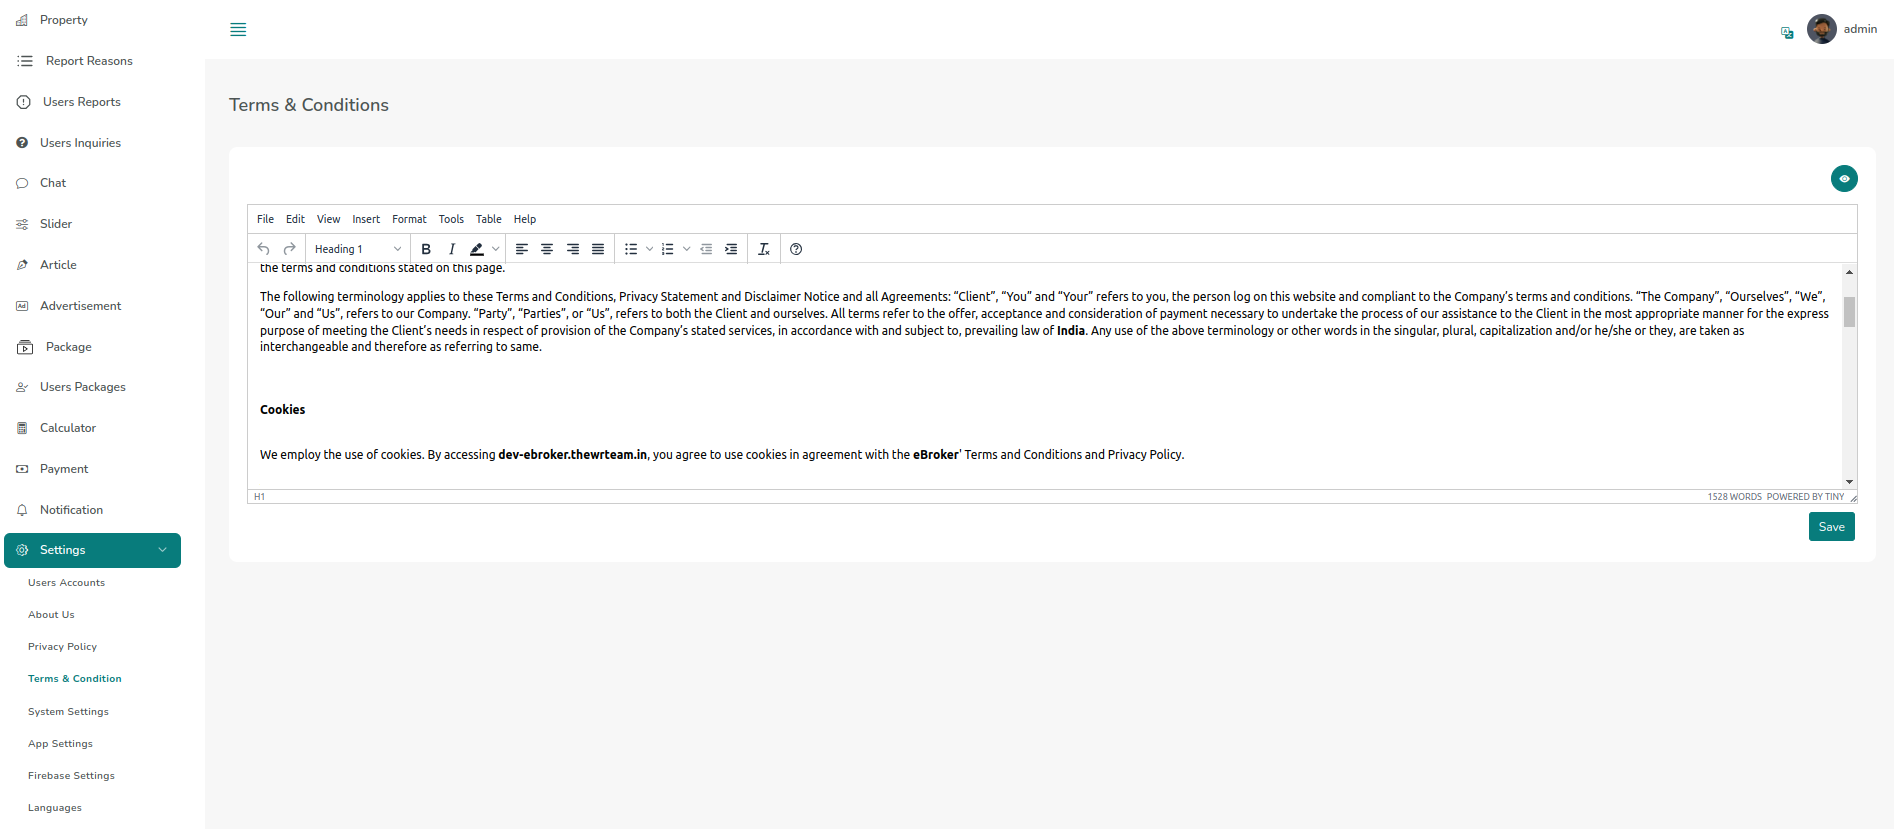 Property
Report Reasons
Users Reports
Users Inquiries
Chat
Slider
Article
Advertisement
Package
Users Packages
Calculator
Payment
Notification
Settings
Users Accounts
About Us
Privacy Policy
Terms & Condition
System Settings
App Settings
Firebase Settings
Languages
admin
Terms & Conditions
File Edit View Insert Format Tools Table Help
Heading 1
the terms and conditions stated on this page.
The following terminology applies to these Terms and Conditions, Privacy Statement and Disclaimer Notice and all Agreements: “Client”, “You” and “Your” refers to you, the person log on this website and compliant to the Company’s terms and conditions. “The Company”, “Ourselves”, “We”,
“Our” and “Us”, refers to our Company. “Party”, “Parties”, or “Us”, refers to both the Client and ourselves. All terms refer to the offer, acceptance and consideration of payment necessary to undertake the process of our assistance to the Client in the most appropriate manner for the express
purpose of meeting the Client’s needs in respect of provision of the Company’s stated services, in accordance with and subject to, prevailing law of India. Any use of the above terminology or other words in the singular, plural, capitalization and/or he/she or they, are taken as
interchangeable and therefore as referring to same.
Cookies
We employ the use of cookies. By accessing dev-ebroker.thewrteam.in, you agree to use cookies in agreement with the eBroker' Terms and Conditions and Privacy Policy.
H1
1528 WORDS POWERED BY TINY
Save